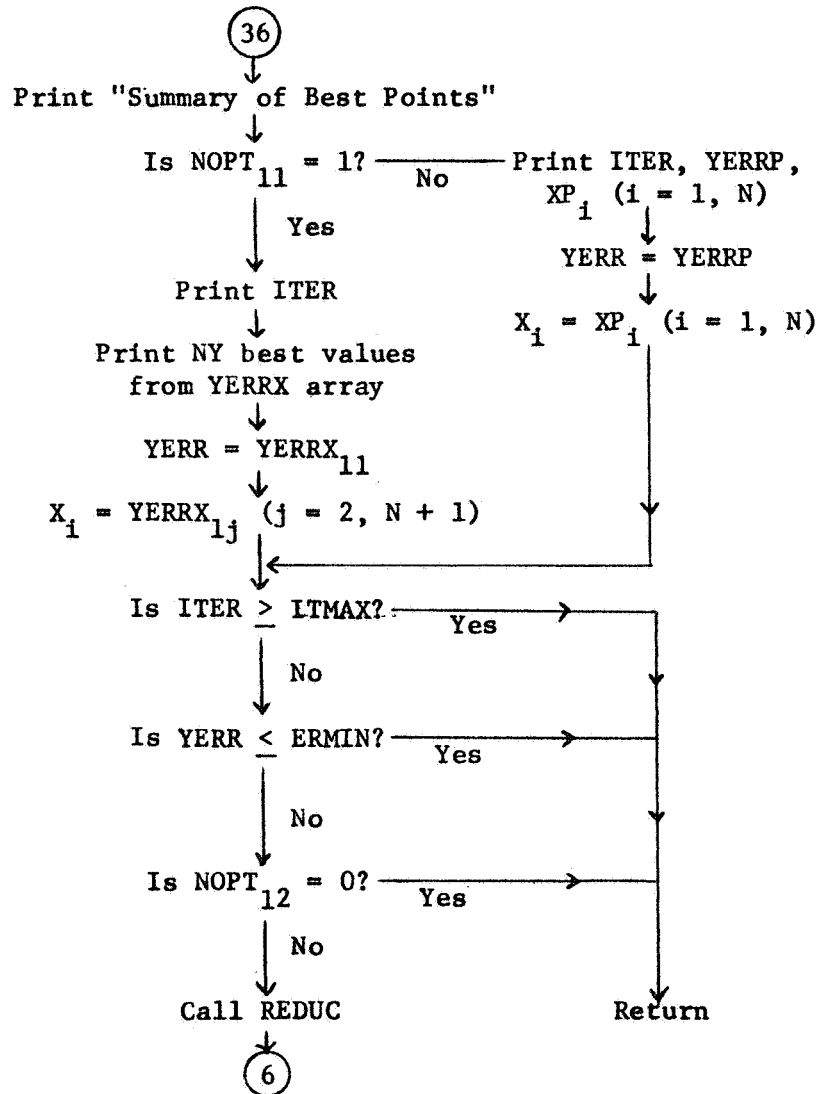 36
Print "Summary of Best Points"
Is NOPT₁₁ = 1?
No
Print ITER, YERRP,
XPᵢ (i = 1, N)
Yes
YERR = YERRP
Print ITER
Xᵢ = XPᵢ (i = 1, N)
Print NY best values
from YERRX array
YERR = YERRX₁₁
Xᵢ = YERRX₁ⱼ (j = 2, N + 1)
Is ITER ≥ ITMAX?
Yes
No
Is YERR ≤ ERMIN?
Yes
No
Is NOPT₁₂ = 0?
Yes
No
Call REDUC
Return
6